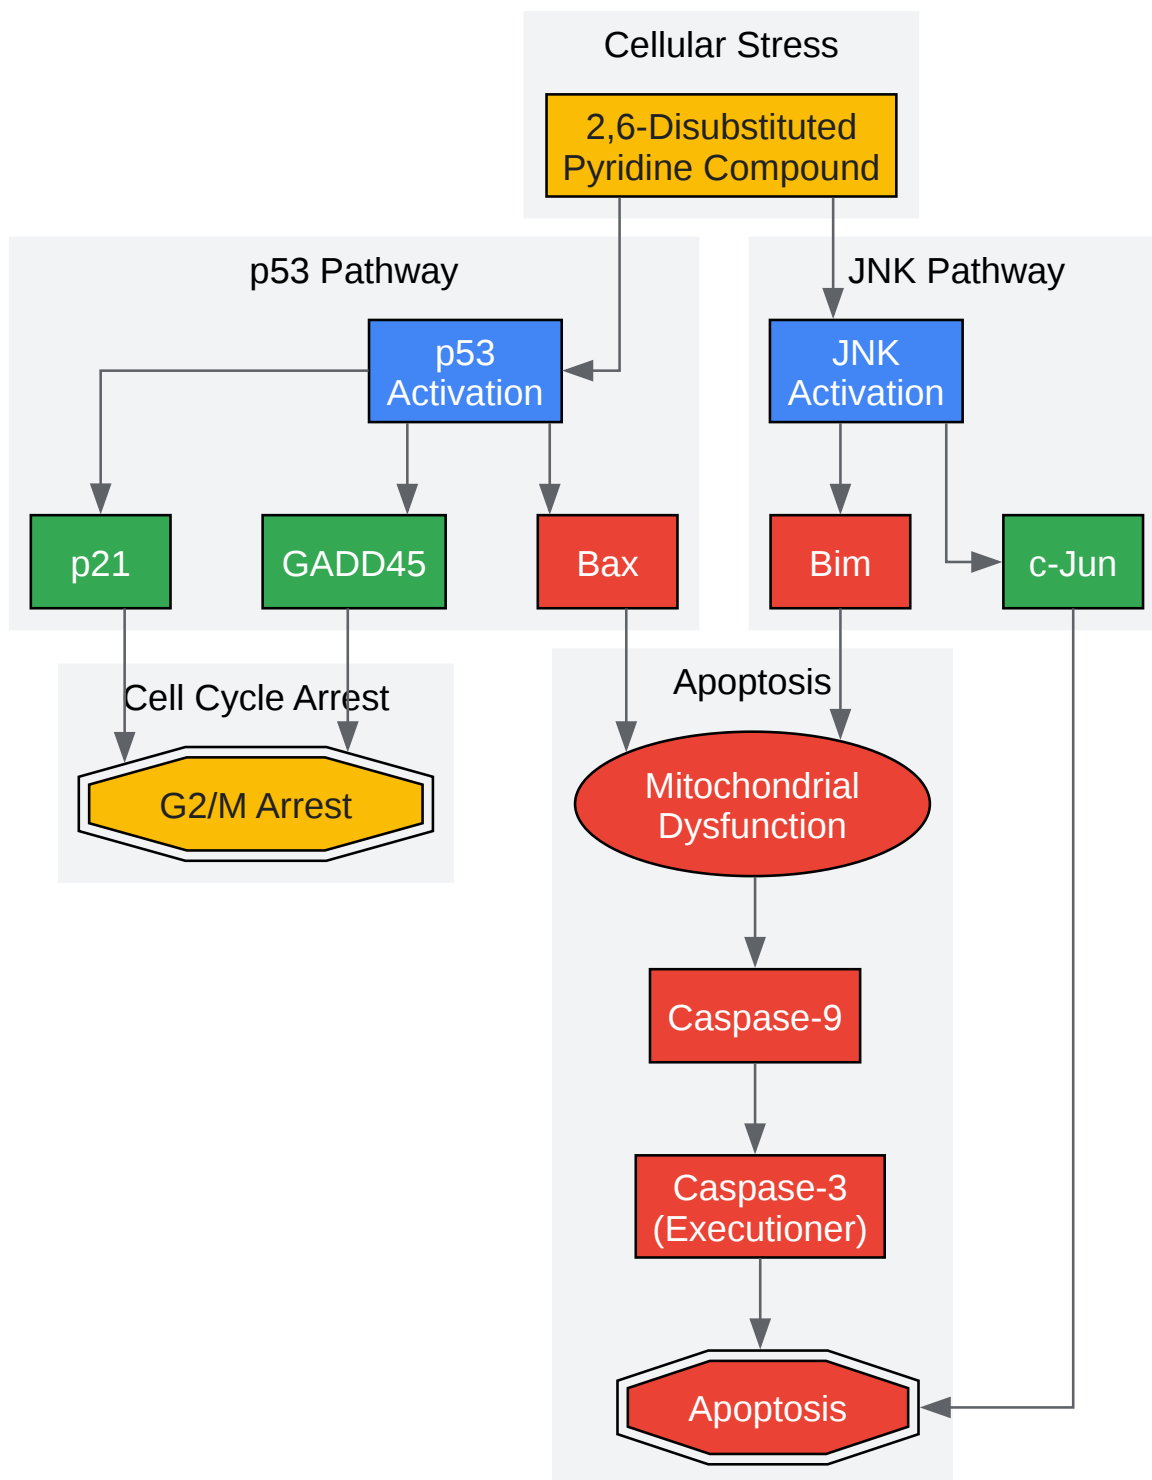 Cellular Stress
2,6-Disubstituted
Pyridine Compound
p53 Pathway
JNK Pathway
p53
Activation
JNK
Activation
p21
GADD45
Bax
Bim
c-Jun
Cell Cycle Arrest
Apoptosis
G2/M Arrest
Mitochondrial
Dysfunction
Caspase-9
Caspase-3
(Executioner)
Apoptosis